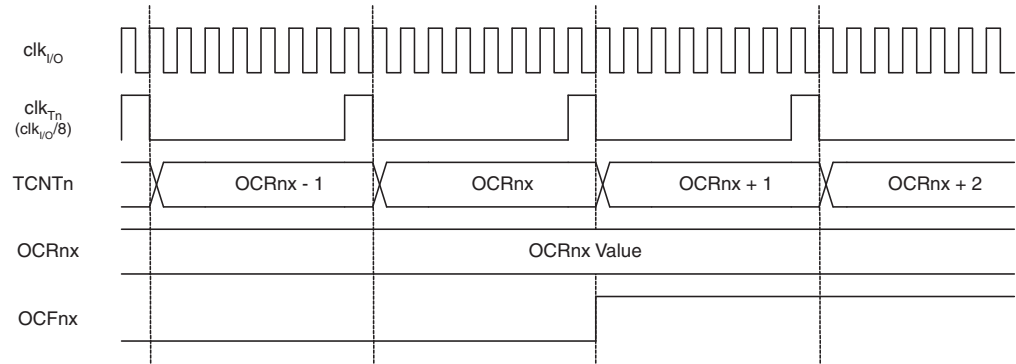 clkI/O
clkTn
(clkI/O/8)
TCNTn
OCRnx - 1
OCRnx
OCRnx + 1
OCRnx + 2
OCRnx
OCRnx Value
OCFnx